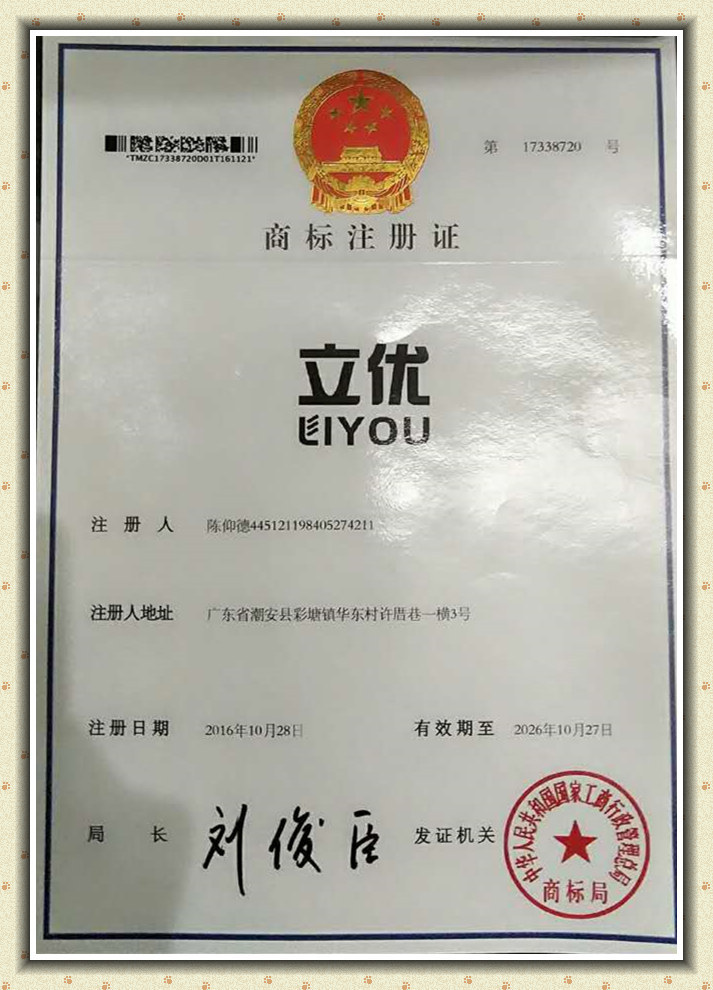 *TMZC17338720D01T161121*
第 17338720 号
商标注册证
立优
LIYOU
注册人 陈仰德445121198405274211
注册人地址 广东省潮安县彩塘镇华东村许厝巷一横3号
注册日期 2016年10月28日 有效期至 2026年10月27日
局长 刘俊臣 发证机关
中华人民共和国国家工商行政管理总局
商标局